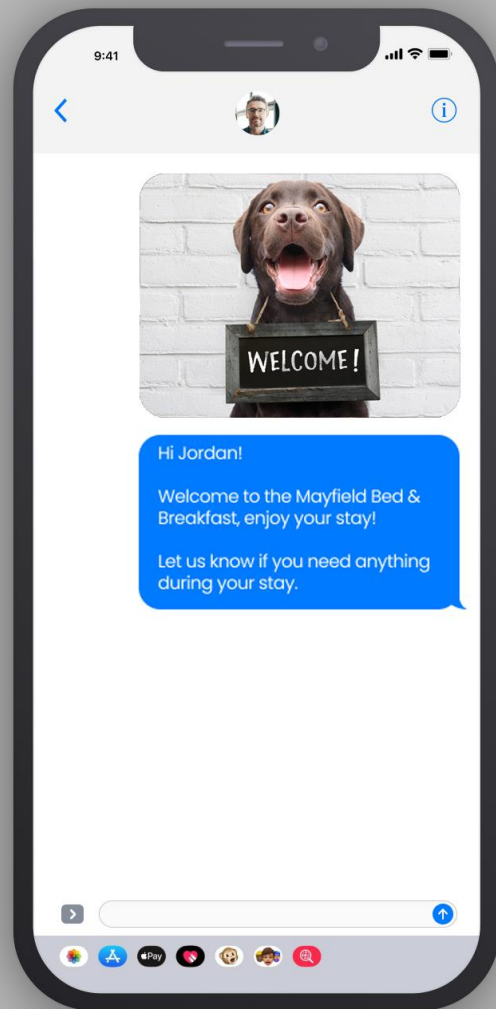 9:41
WELCOME!
Hi Jordan!
Welcome to the Mayfield Bed &
Breakfast, enjoy your stay!
Let us know if you need anything
during your stay.
Pay